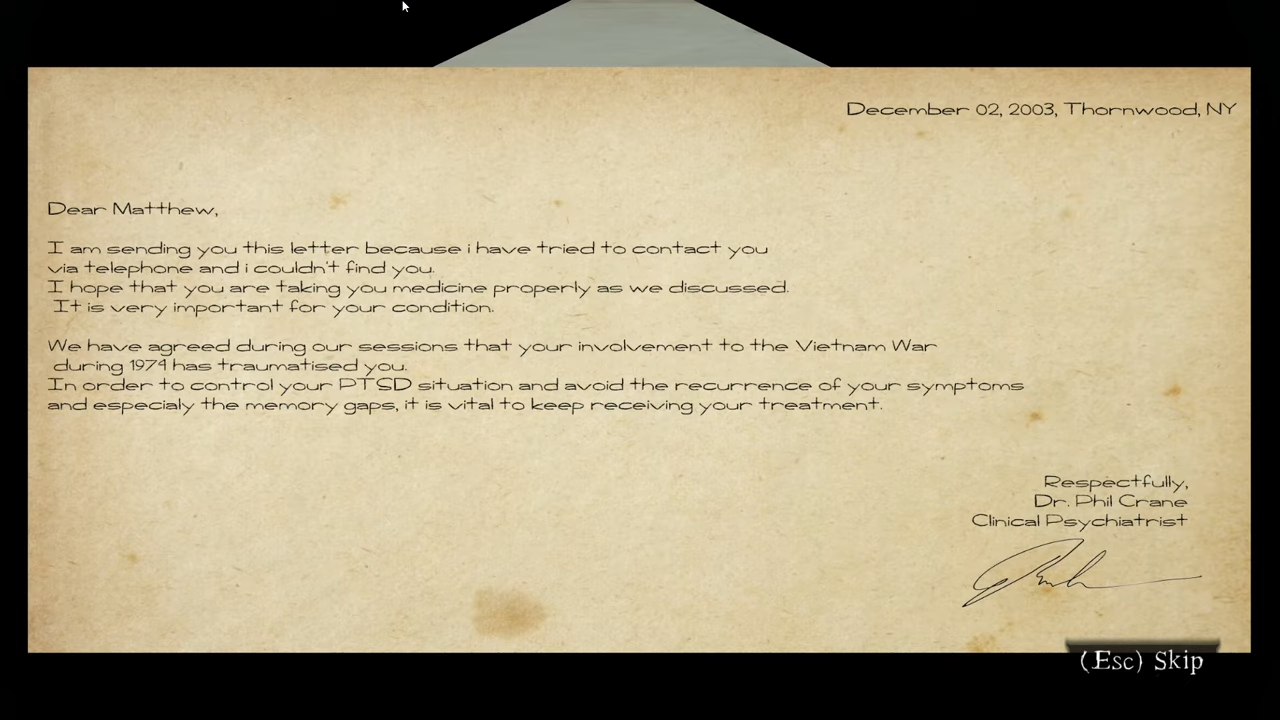 December 02, 2003, Thornwood, NY
Dear Matthew,
I am sending you this letter because i have tried to contact you
via telephone and i couldn't find you.
I hope that you are taking you medicine properly as we discussed.
It is very important for your condition.
We have agreed during our sessions that your involvement to the Vietnam War
during 1974 has traumatised you.
In order to control your PTSD situation and avoid the recurrence of your symptoms
and especialy the memory gaps, it is vital to keep receiving your treatment.
Respectfully,
Dr. Phil Crane
Clinical Psychiatrist
(Esc) Skip